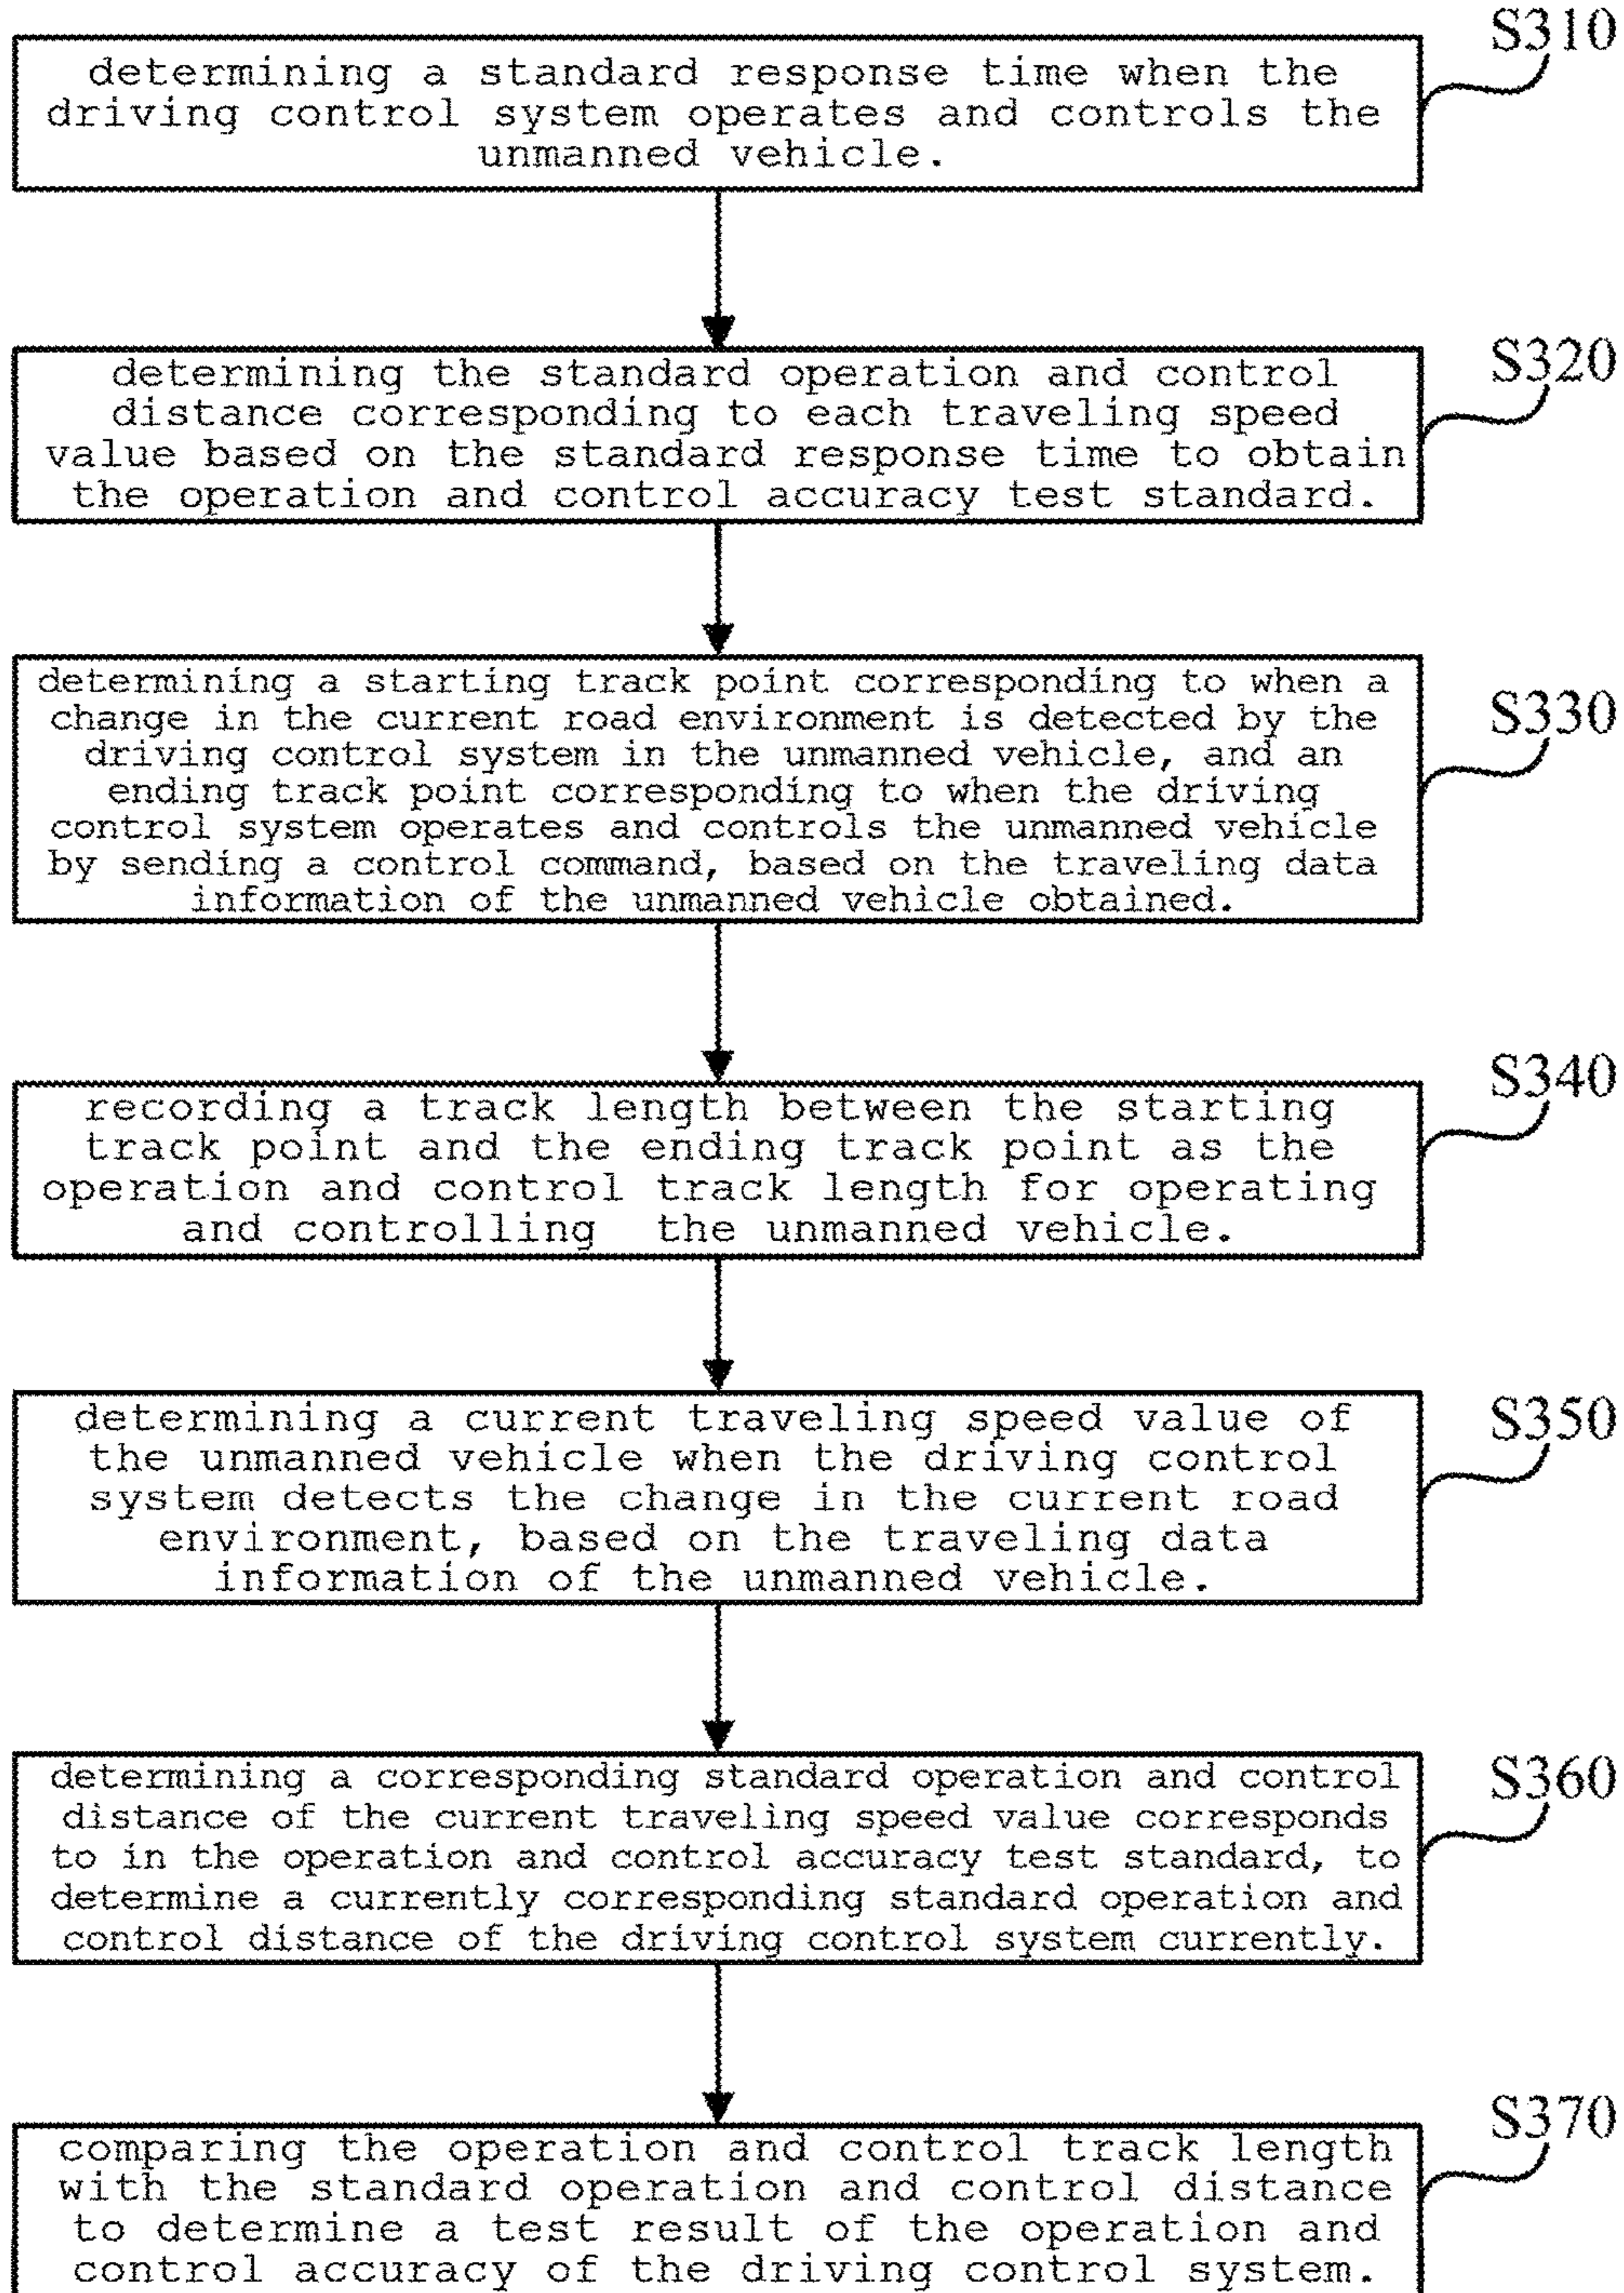 S310
determining a standard response time when the
driving control system operates and controls the
unmanned vehicle.
S320
determining the standard operation and control
distance corresponding to each traveling speed
value based on the standard response time to obtain
the operation and control accuracy test standard.
S330
determining a starting track point corresponding to when a
change in the current road environment is detected by the
driving control system in the unmanned vehicle, and an
ending track point corresponding to when the driving
control system operates and controls the unmanned vehicle
by sending a control command, based on the traveling data
information of the unmanned vehicle obtained.
S340
recording a track length between the starting
track point and the ending track point as the
operation and control track length for operating
and controlling the unmanned vehicle.
S350
determining a current traveling speed value of
the unmanned vehicle when the driving control
system detects the change in the current road
environment, based on the traveling data
information of the unmanned vehicle.
S360
determining a corresponding standard operation and control
distance of the current traveling speed value corresponds
to in the operation and control accuracy test standard, to
determine a currently corresponding standard operation and
control distance of the driving control system currently.
S370
comparing the operation and control track length
with the standard operation and control distance
to determine a test result of the operation and
control accuracy of the driving control system.